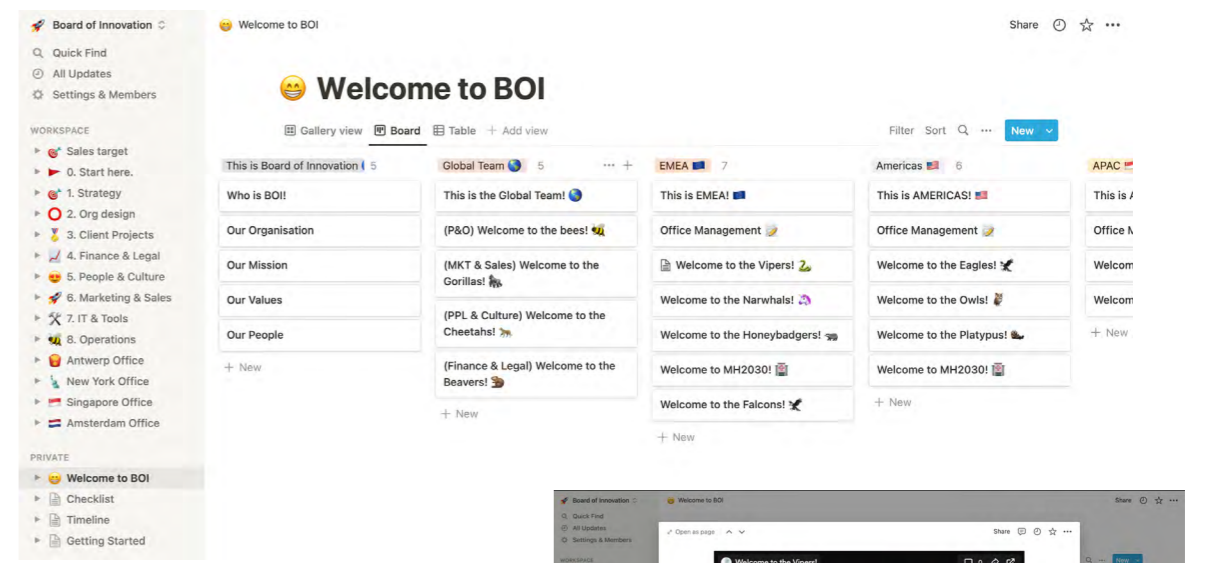 Board of Innovation
Welcome to BOI
Share
Quick Find
All Updates
Settings & Members
Welcome to BOI
Gallery view
Board
Table
+ Add view
Filter
Sort
New
WORKSPACE
Sales target
0. Start here.
1. Strategy
2. Org design
3. Client Projects
4. Finance & Legal
5. People & Culture
6. Marketing & Sales
7. IT & Tools
8. Operations
Antwerp Office
New York Office
Singapore Office
Amsterdam Office
PRIVATE
Welcome to BOI
Checklist
Timeline
Getting Started
This is Board of Innovation 5
Who is BOI!
Our Organisation
Our Mission
Our Values
Our People
+ New
Global Team 5
This is the Global Team!
(P&O) Welcome to the bees!
(MKT & Sales) Welcome to the
Gorillas!
(PPL & Culture) Welcome to the
Cheetahs!
(Finance & Legal) Welcome to the
Beavers!
+ New
EMEA 7
This is EMEA!
Office Management
Welcome to the Vipers!
Welcome to the Narwhals!
Welcome to the Honeybadgers!
Welcome to MH2030!
Welcome to the Falcons!
+ New
Americas 6
This is AMERICAS!
Office Management
Welcome to the Eagles!
Welcome to the Owls!
Welcome to the Platypus!
Welcome to MH2030!
+ New
APAC
This is
Office
+ New
Board of Innovation
Welcome to BOI
Share
Quick Find
All Updates
Settings & Members
WORKSPACE
Open as page
Share
Welcome to the Vipers!
New